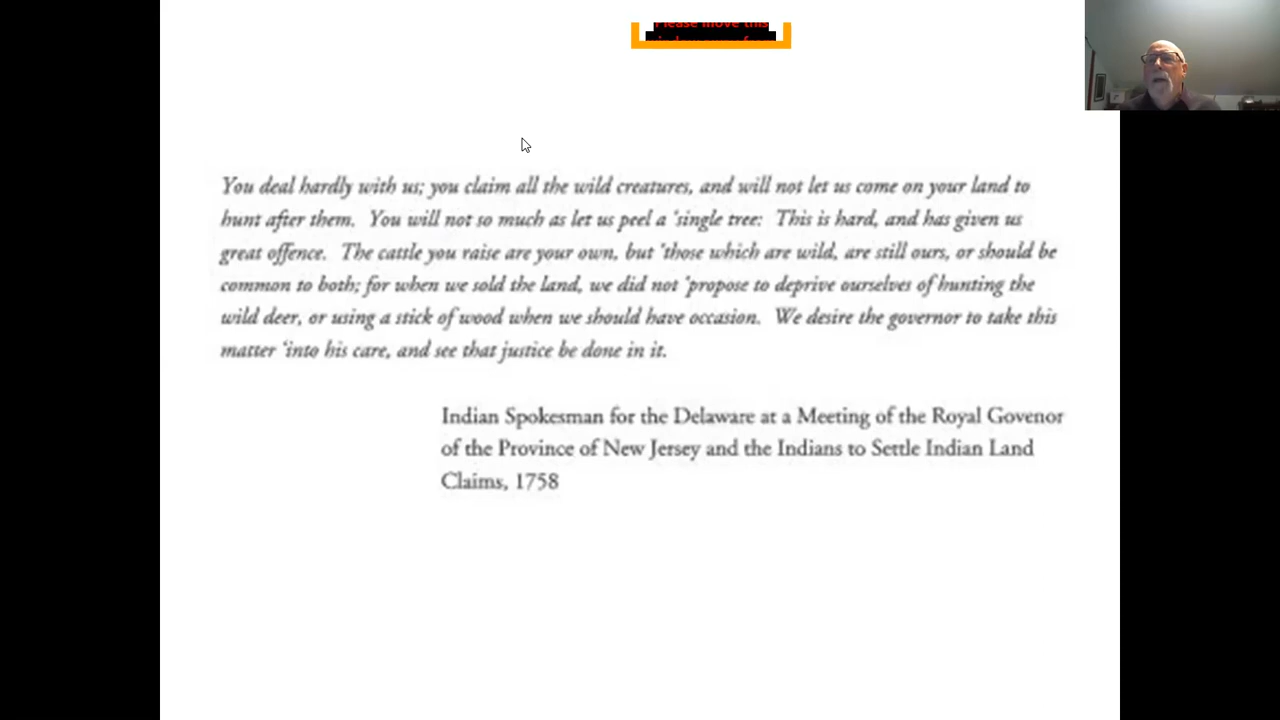 Please move this
You deal hardly with us; you claim all the wild creatures, and will not let us come on your land to
hunt after them. You will not so much as let us peel a 'single tree: This is hard, and has given us
great offence. The cattle you raise are your own, but 'those which are wild, are still ours, or should be
common to both; for when we sold the land, we did not 'propose to deprive ourselves of hunting the
wild deer, or using a stick of wood when we should have occasion. We desire the governor to take this
matter 'into his care, and see that justice be done in it.
Indian Spokesman for the Delaware at a Meeting of the Royal Govenor
of the Province of New Jersey and the Indians to Settle Indian Land
Claims, 1758